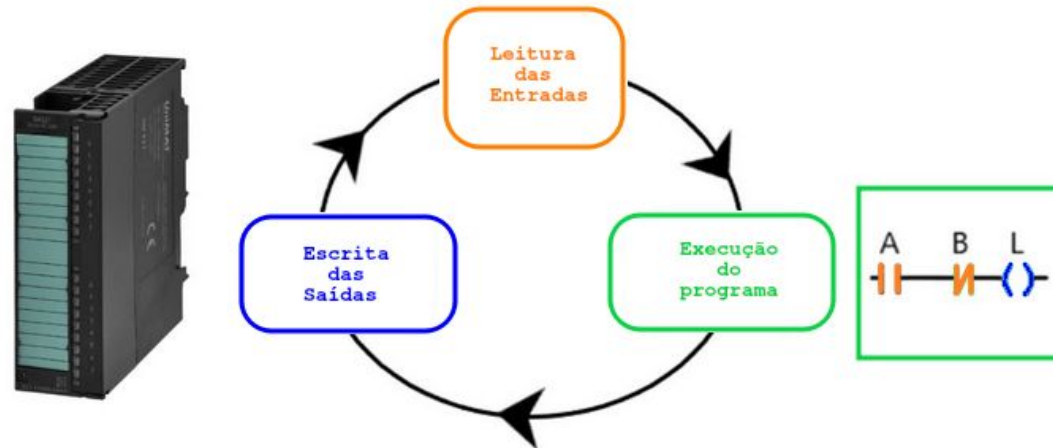 Leitura
das
Entradas
Escrita
das
Saídas
Execução
do
programa
A B L